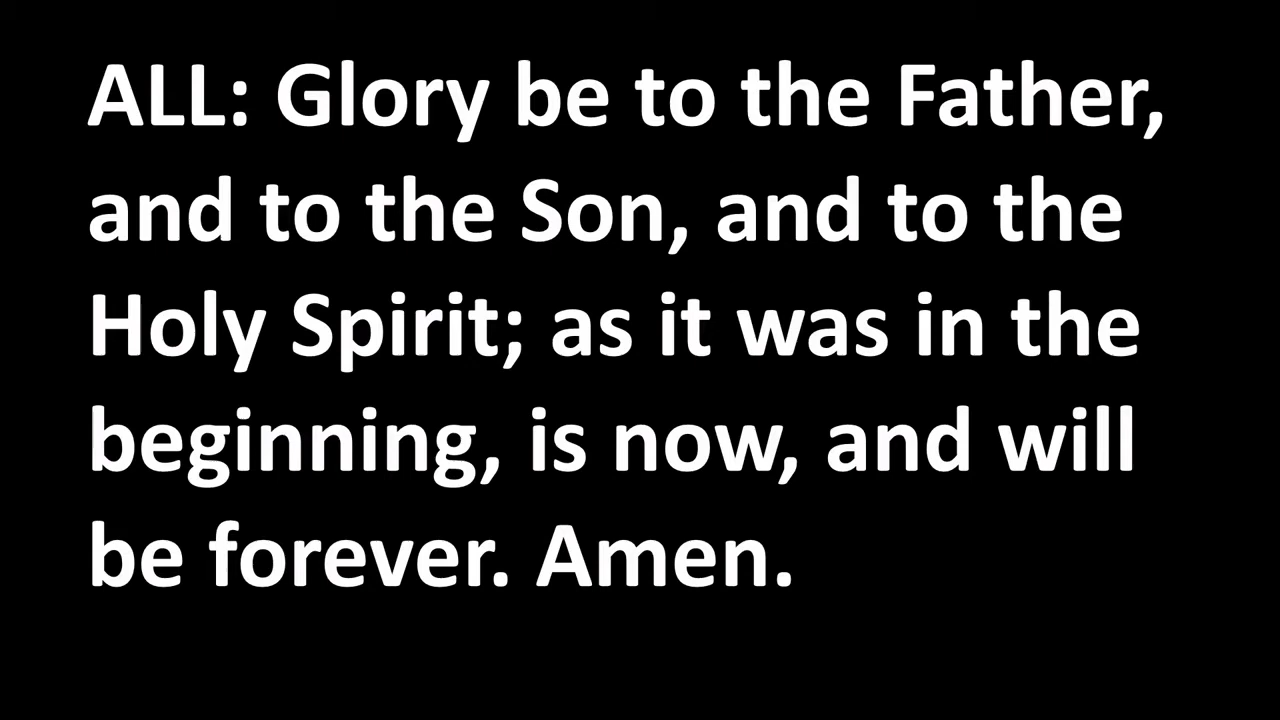 ALL: Glory be to the Father,
and to the Son, and to the
Holy Spirit; as it was in the
beginning, is now, and will
be forever. Amen.